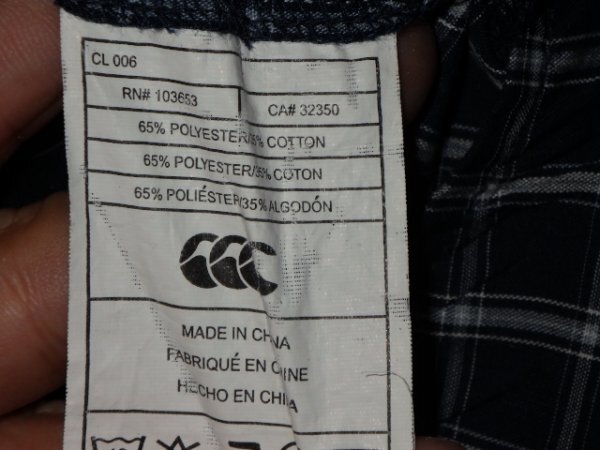 CL 006
RN# 103653 CA# 32350
65% POLYESTER/35% COTTON
65% POLYESTER/35% COTON
65% POLIÉSTER/35% ALGODÓN
CCC
MADE IN CHINA
FABRIQUÉ EN CHINE
HECHO EN CHINA